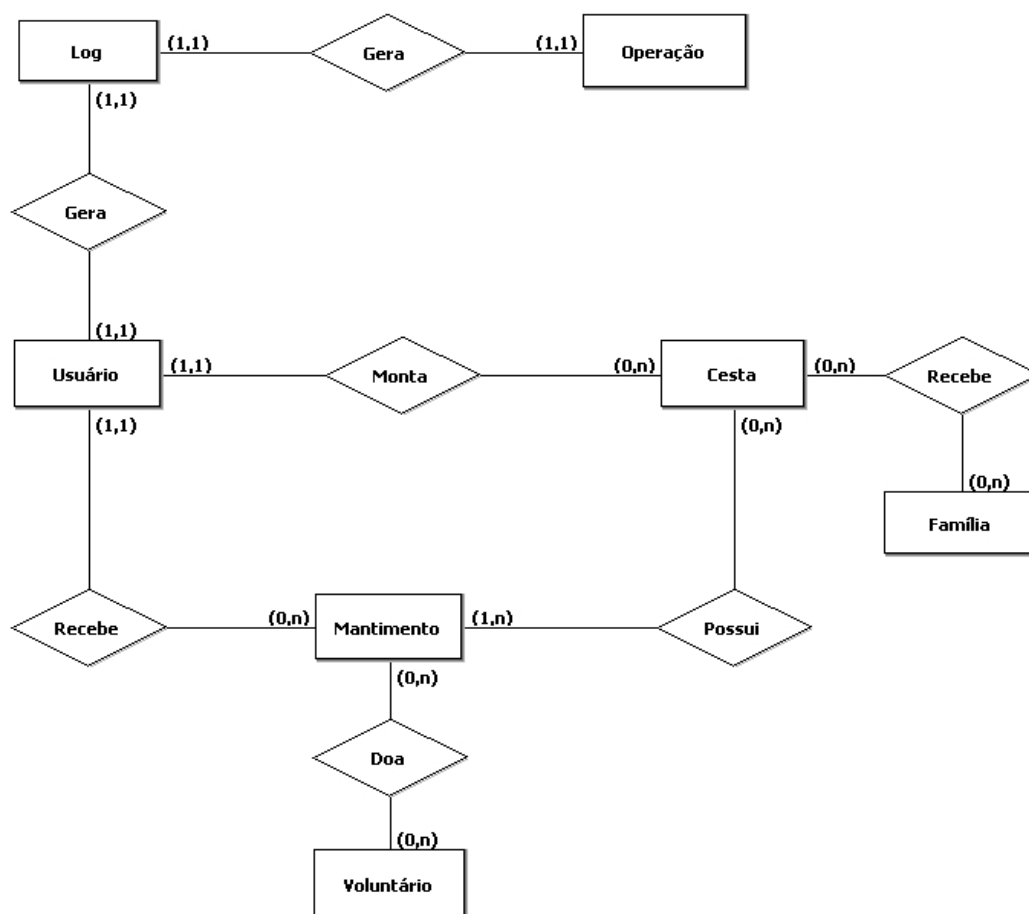 Log
(1,1)
Gera
(1,1)
Operação
(1,1)
Gera
(1,1)
Usuário
(1,1)
Monta
(0,n)
Cesta
(0,n)
Recebe
(1,1)
(0,n)
(0,n)
Família
Recebe
(0,n)
Mantimento
(1,n)
Possui
(0,n)
Doa
(0,n)
Voluntário